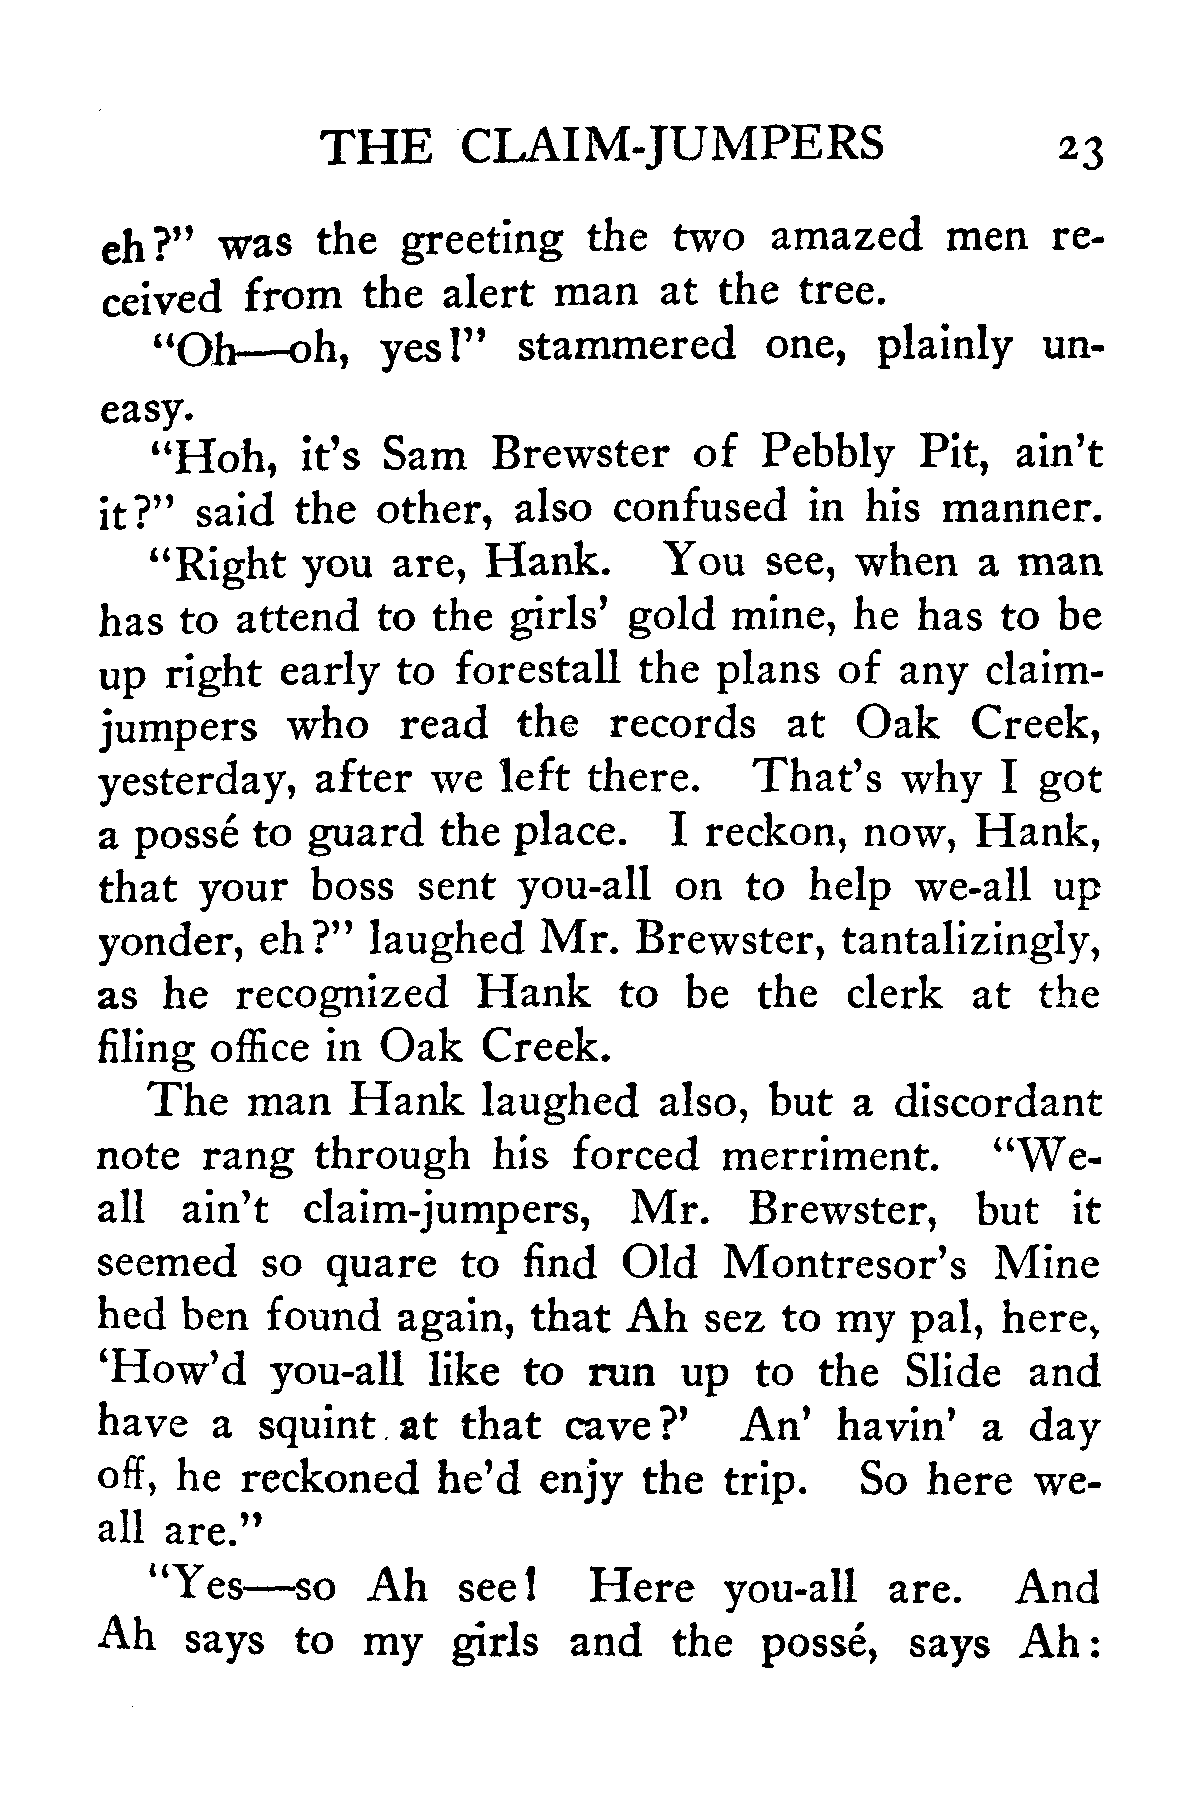 THE CLAIM-JUMPERS 23
eh?" was the greeting the two amazed men re-
ceived from the alert man at the tree.
"Oh—oh, yes!" stammered one, plainly un-
easy.
"Hoh, it's Sam Brewster of Pebbly Pit, ain't
it?" said the other, also confused in his manner.
"Right you are, Hank. You see, when a man
has to attend to the girls' gold mine, he has to be
up right early to forestall the plans of any claim-
jumpers who read the records at Oak Creek,
yesterday, after we left there. That's why I got
a possé to guard the place. I reckon, now, Hank,
that your boss sent you-all on to help we-all up
yonder, eh?" laughed Mr. Brewster, tantalizingly,
as he recognized Hank to be the clerk at the
filing office in Oak Creek.
The man Hank laughed also, but a discordant
note rang through his forced merriment. "We-
all ain't claim-jumpers, Mr. Brewster, but it
seemed so quare to find Old Montresor's Mine
hed ben found again, that Ah sez to my pal, here,
'How'd you-all like to run up to the Slide and
have a squint at that cave?' An' havin' a day
off, he reckoned he'd enjy the trip. So here we-
all are."
"Yes—so Ah see! Here you-all are. And
Ah says to my girls and the possé, says Ah: